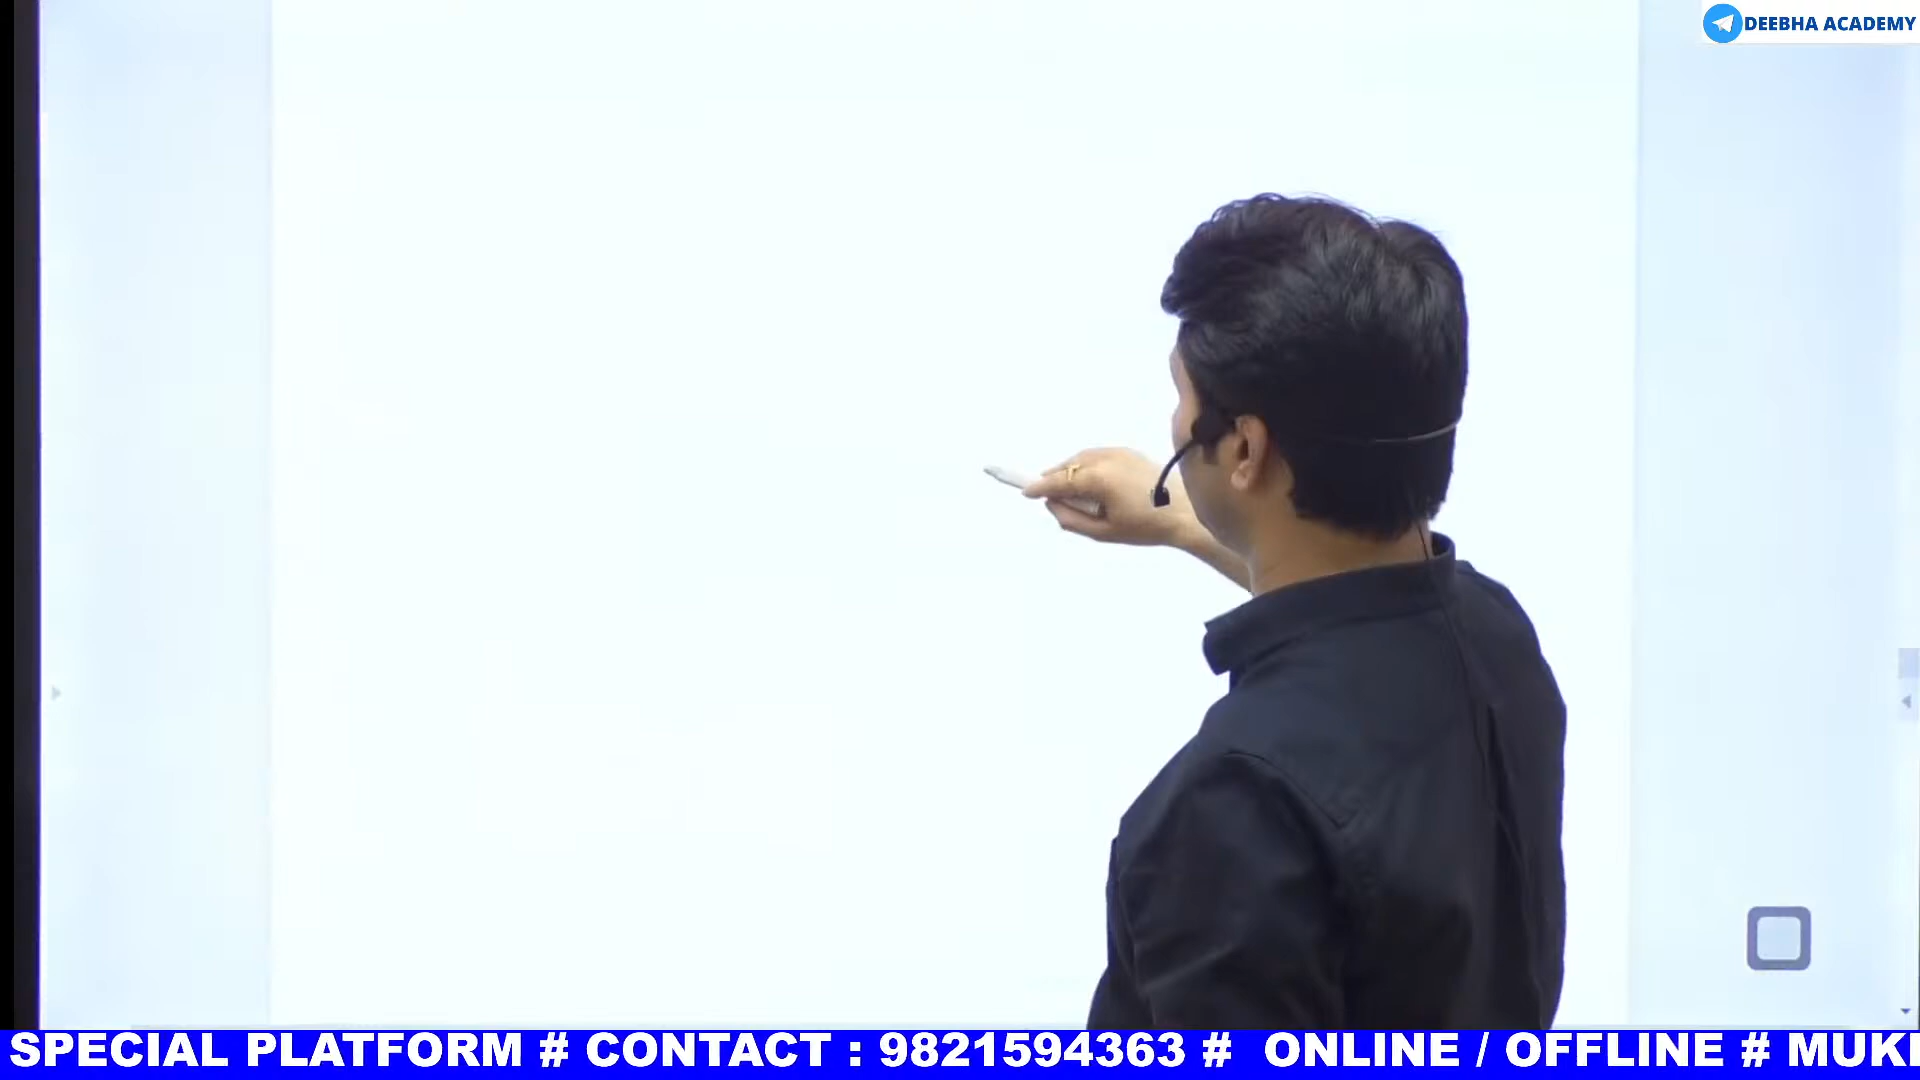 DEEBHA ACADEMY
SPECIAL PLATFORM # CONTACT : 9821594363 # ONLINE / OFFLINE #